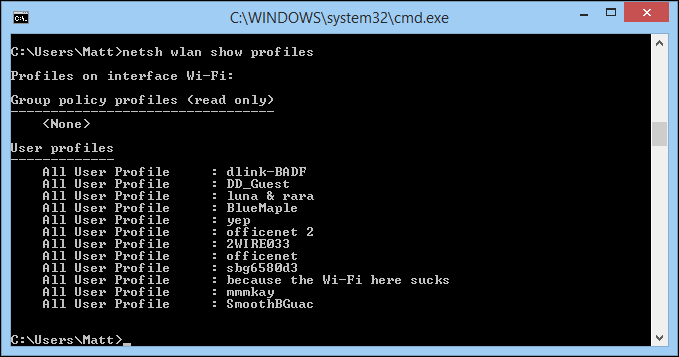 C:\WINDOWS\system32\cmd.exe
C:\Users\Matt>netsh wlan show profiles
Profiles on interface Wi-Fi:
Group policy profiles (read only)
---------------------------------
    <None>
User profiles
-------------
    All User Profile     : dlink-BADF
    All User Profile     : DD_Guest
    All User Profile     : luna & rara
    All User Profile     : BlueMaple
    All User Profile     : yep
    All User Profile     : officenet 2
    All User Profile     : 2WIRE033
    All User Profile     : officenet
    All User Profile     : sbg6580d3
    All User Profile     : because the Wi-Fi here sucks
    All User Profile     : mmmkay
    All User Profile     : SmoothBGuac
C:\Users\Matt>_